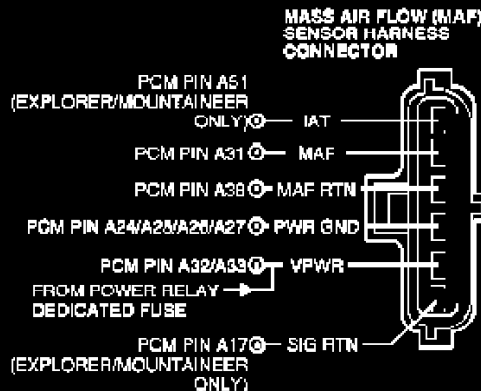 MASS AIR FLOW (MAF)
SENSOR HARNESS
CONNECTOR
PCM PIN A51
(EXPLORER/MOUNTAINEER
ONLY) IAT
PCM PIN A31 MAF
PCM PIN A36 MAF RTN
PCM PIN A24/A25/A26/A27 PWR GND
PCM PIN A32/A33 VPWR
FROM POWER RELAY
DEDICATED FUSE
PCM PIN A17 SIG RTN
(EXPLORER/MOUNTAINEER
ONLY)